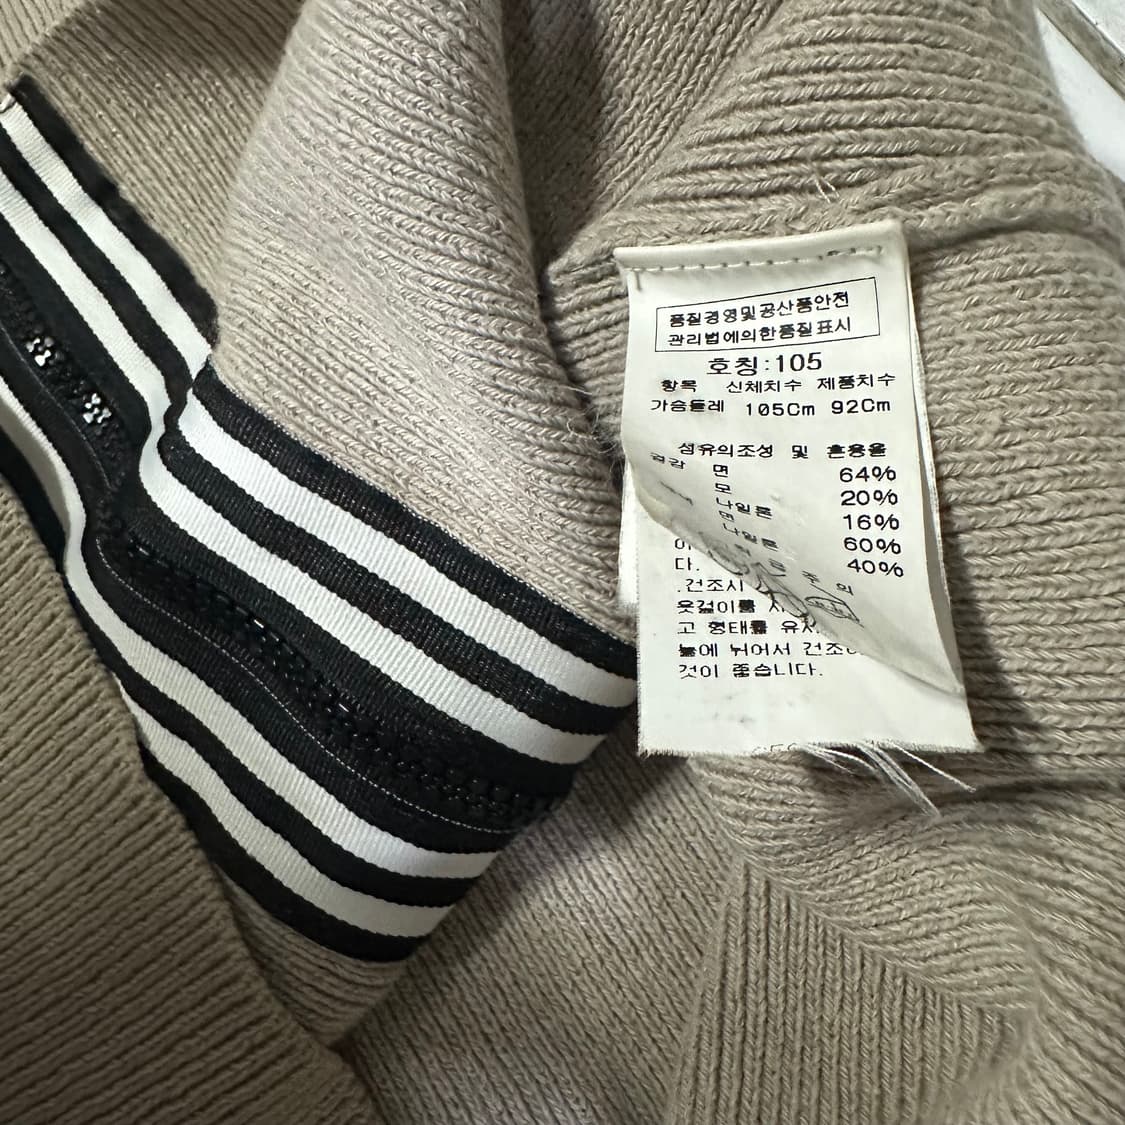 품질경영및공산품안전
관리법에의한품질표시
호칭:105
항목 신체치수 제품치수
가슴둘레 105Cm 92Cm
섬유의조성 및 혼용율
겉감 면 64%
모 20%
나일론 16%
면 60%
나일론 40%
다.
.건조시
옷걸이를
고 형태를 유지
늘에 뉘어서 건조
것이 좋습니다.